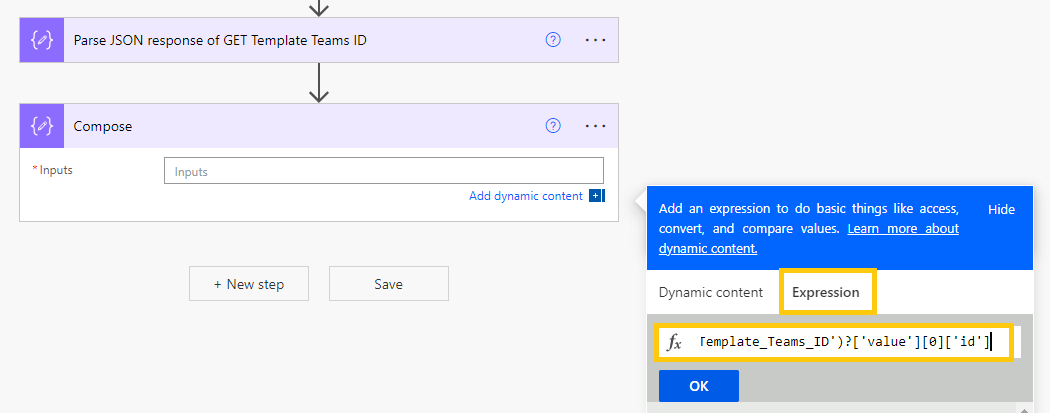 Parse JSON response of GET Template Teams ID
Compose
*Inputs
Inputs
Add dynamic content
+ New step
Save
Add an expression to do basic things like access,
convert, and compare values. Learn more about
dynamic content.
Hide
Dynamic content
Expression
fx
Template_Teams_ID')?['value'][0]['id']
OK